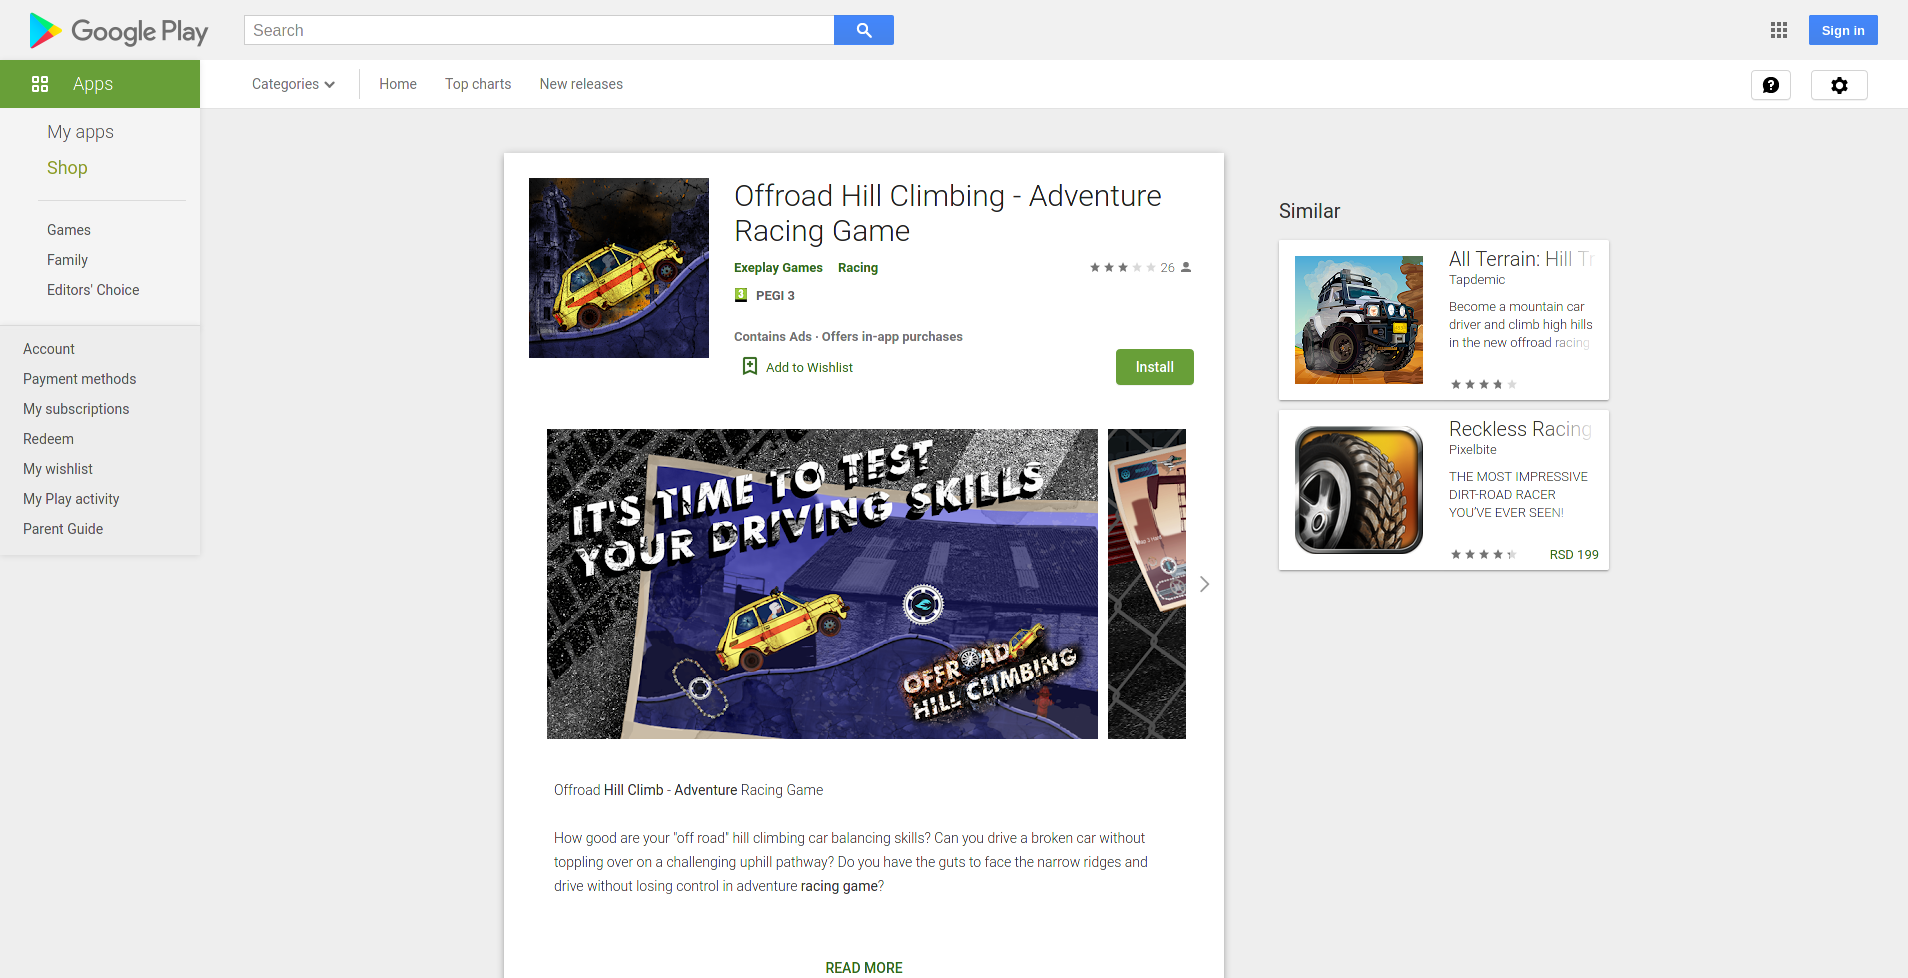 Google Play
Search
Sign in
Apps
Categories
Home
Top charts
New releases
My apps
Shop
Games
Family
Editors' Choice
Account
Payment methods
My subscriptions
Redeem
My wishlist
My Play activity
Parent Guide
Offroad Hill Climbing - Adventure
Racing Game
Exeplay Games Racing
26
3 PEGI 3
Contains Ads · Offers in-app purchases
Add to Wishlist
Install
IT'S TIME TO TEST
YOUR DRIVING SKILLS
OFFROAD
HILL CLIMBING
Offroad Hill Climb - Adventure Racing Game
How good are your "off road" hill climbing car balancing skills? Can you drive a broken car without
toppling over on a challenging uphill pathway? Do you have the guts to face the narrow ridges and
drive without losing control in adventure racing game?
READ MORE
Similar
All Terrain: Hill Tr
Tapdemic
Become a mountain car
driver and climb high hills
in the new offroad racing
Reckless Racing
Pixelbite
THE MOST IMPRESSIVE
DIRT-ROAD RACER
YOU'VE EVER SEEN!
RSD 199